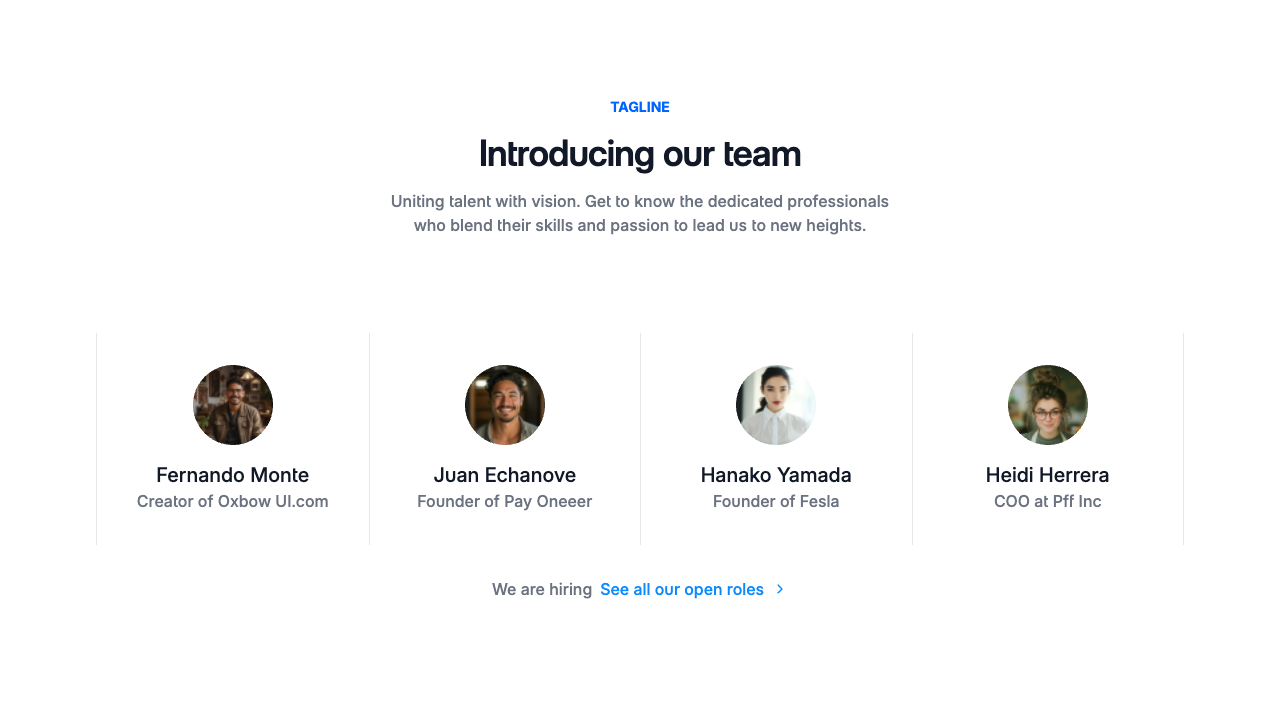 TAGLINE
Introducing our team
Uniting talent with vision. Get to know the dedicated professionals
who blend their skills and passion to lead us to new heights.
Fernando Monte
Creator of Oxbow UI.com
Juan Echanove
Founder of Pay Oneeer
Hanako Yamada
Founder of Fesla
Heidi Herrera
COO at Pff Inc
We are hiring See all our open roles